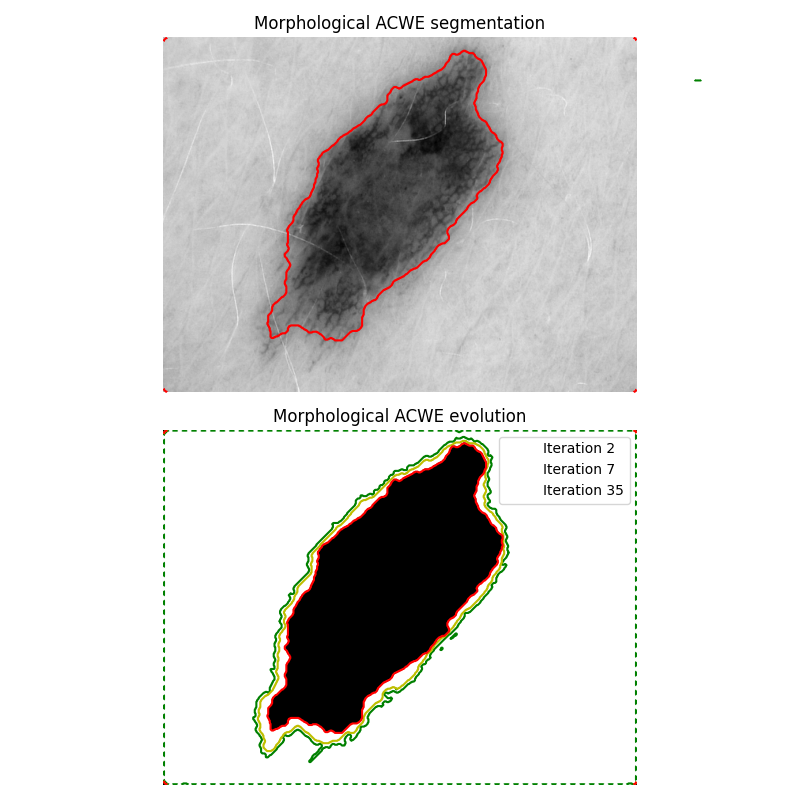 Morphological ACWE segmentation
Morphological ACWE evolution
Iteration 2
Iteration 7
Iteration 35